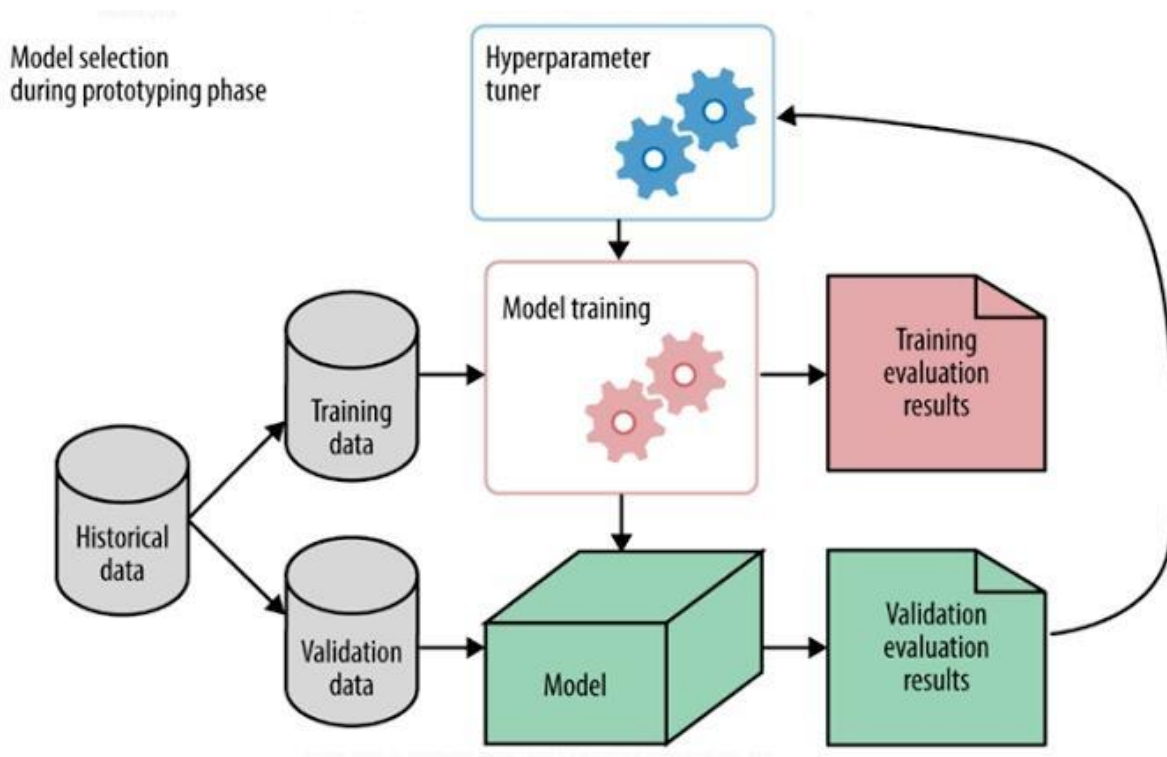 Model selection
during prototyping phase
Hyperparameter
tuner
Model training
Training
evaluation
results
Training
data
Historical
data
Validation
data
Model
Validation
evaluation
results